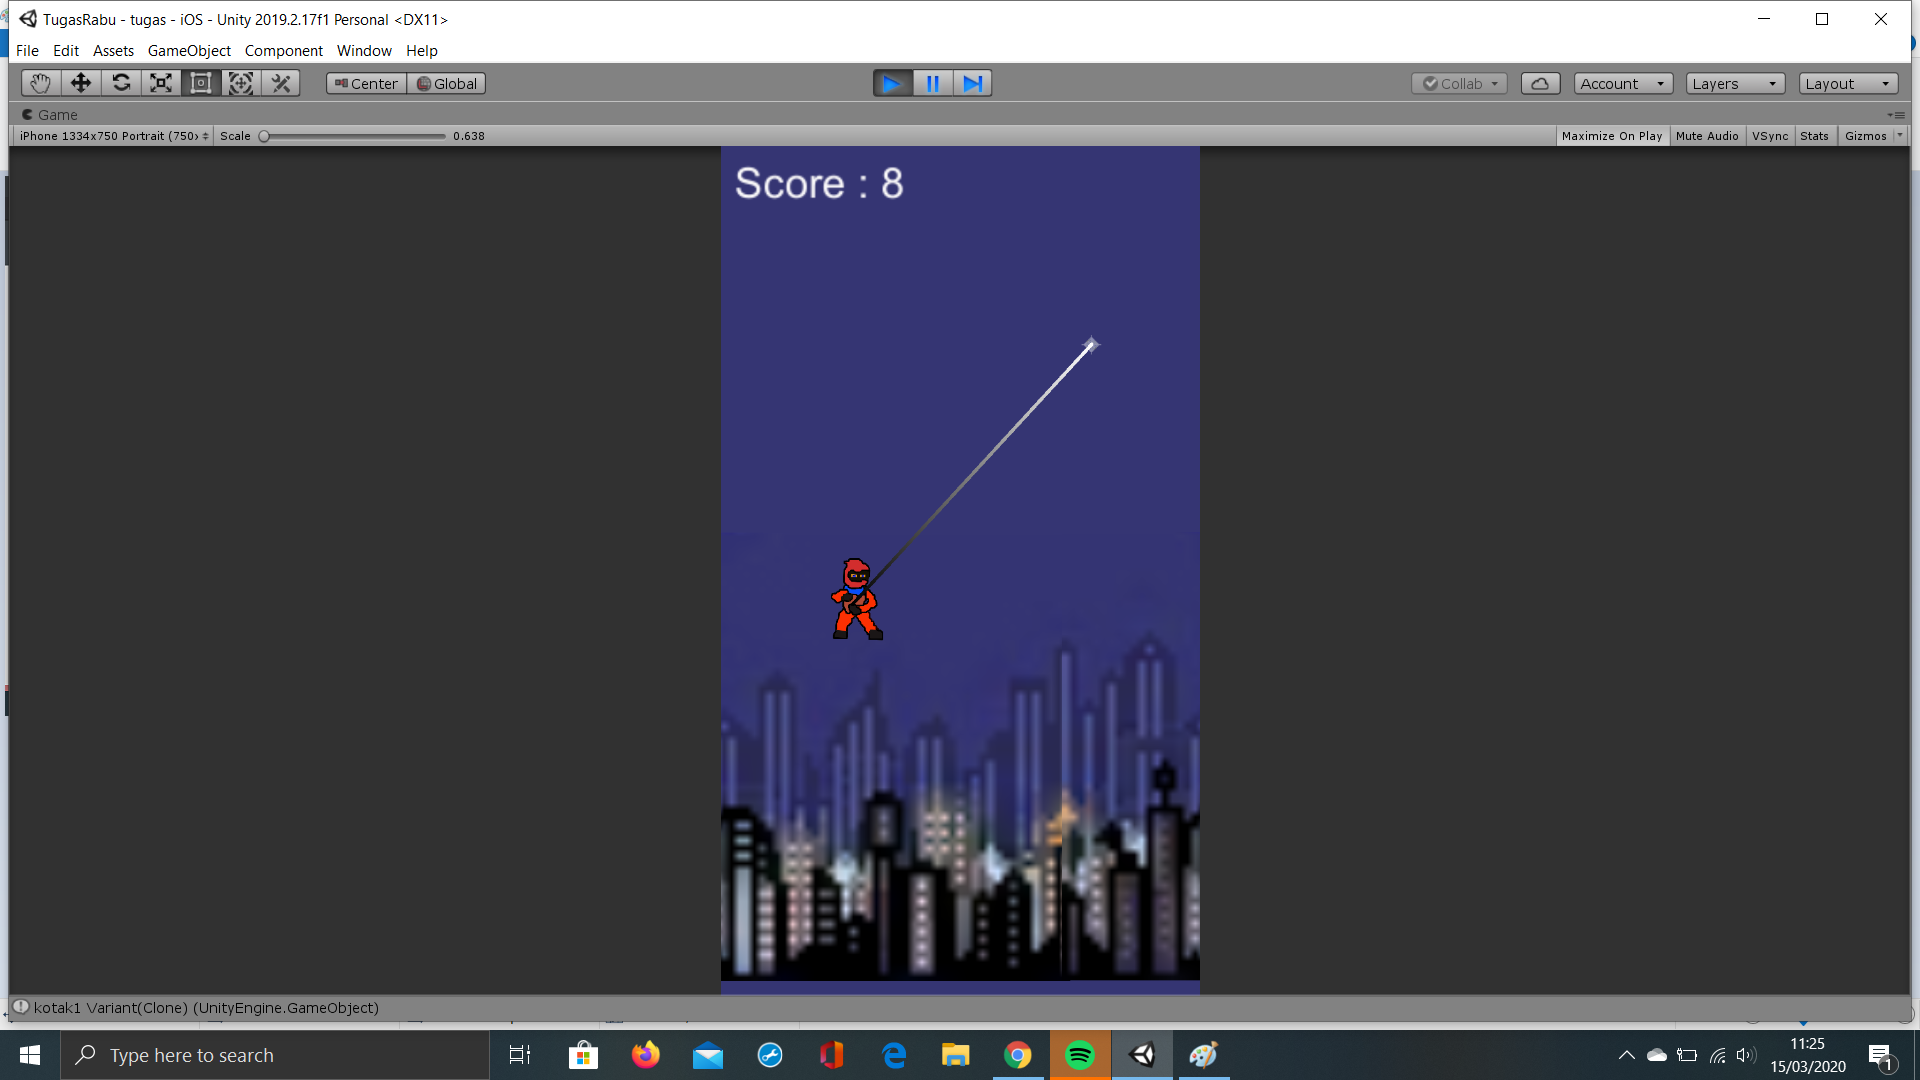 TugasRabu - tugas - iOS - Unity 2019.2.17f1 Personal <DX11>
File Edit Assets GameObject Component Window Help
Center Global Collab Account Layers Layout
Game
iPhone 1334x750 Portrait (750x Scale 0.638 Maximize On Play Mute Audio VSync Stats Gizmos
Score : 8
kotak1 Variant(Clone) (UnityEngine.GameObject)
Type here to search
11:25
15/03/2020
1